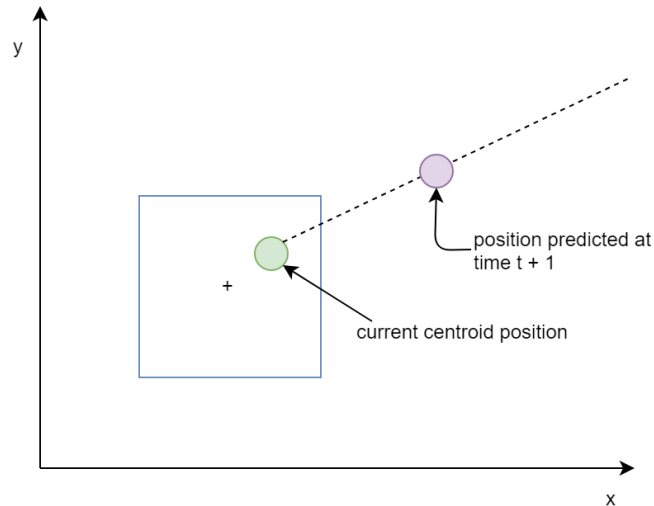 y
position predicted at
time t + 1
+
current centroid position
x